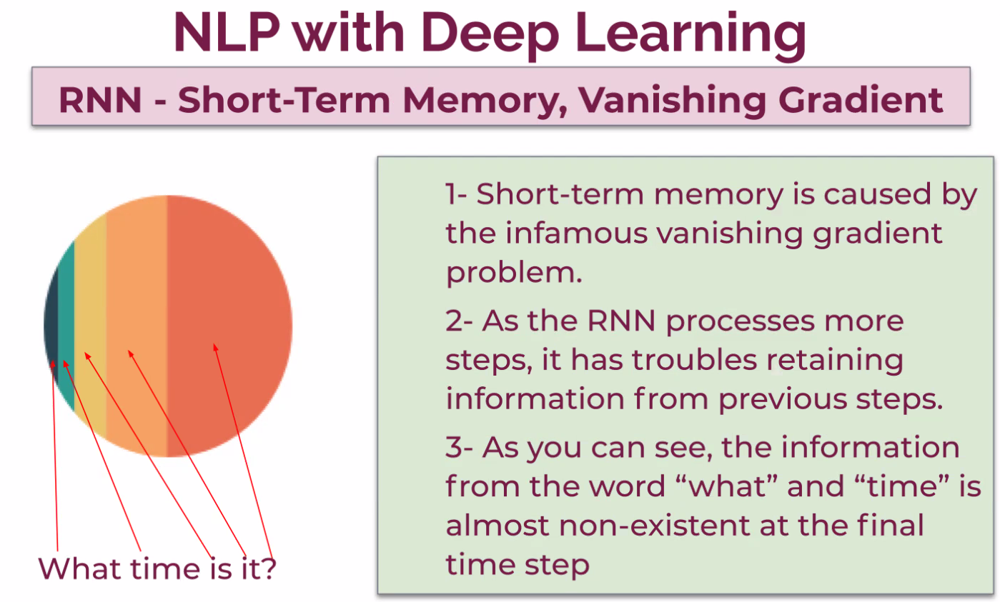 NLP with Deep Learning
RNN - Short-Term Memory, Vanishing Gradient
1- Short-term memory is caused by
the infamous vanishing gradient
problem.
2- As the RNN processes more
steps, it has troubles retaining
information from previous steps.
3- As you can see, the information
from the word “what” and “time” is
almost non-existent at the final
time step
What time is it?